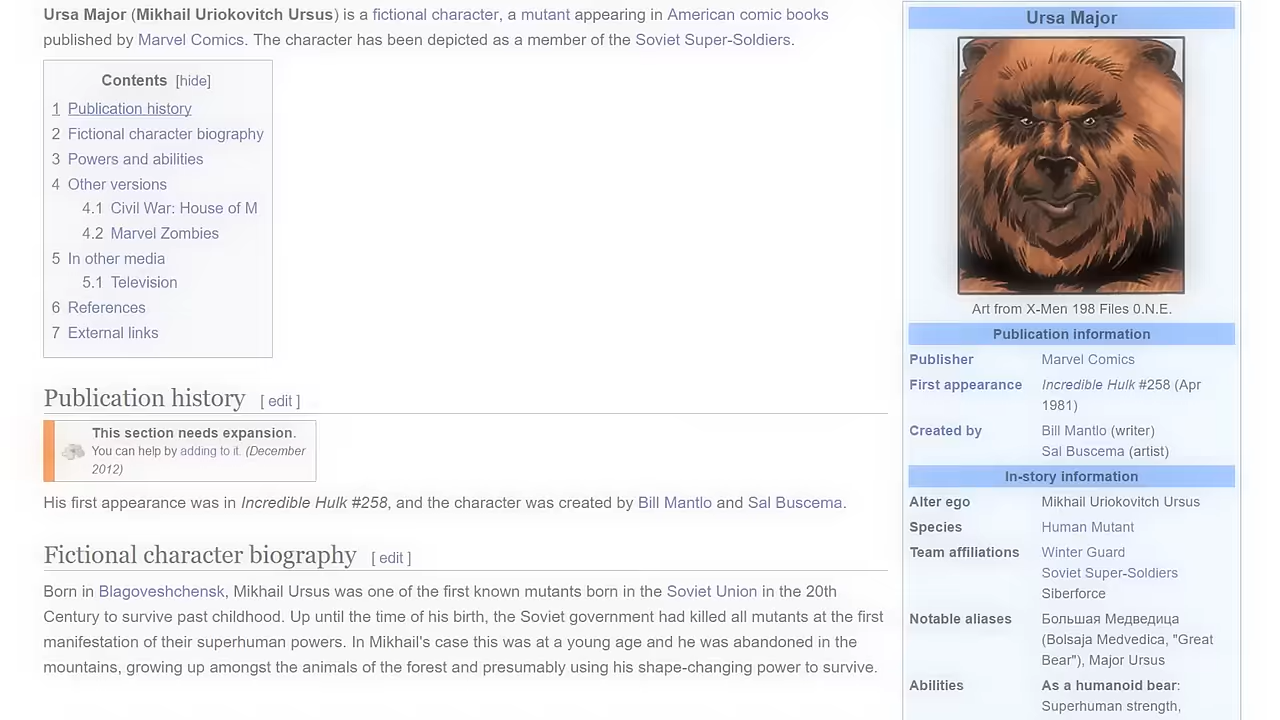 Ursa Major (Mikhail Uriokovitch Ursus) is a fictional character, a mutant appearing in American comic books
published by Marvel Comics. The character has been depicted as a member of the Soviet Super-Soldiers.
Contents [hide]
1 Publication history
2 Fictional character biography
3 Powers and abilities
4 Other versions
4.1 Civil War: House of M
4.2 Marvel Zombies
5 In other media
5.1 Television
6 References
7 External links
Publication history [ edit ]
This section needs expansion.
You can help by adding to it. (December
2012)
His first appearance was in Incredible Hulk #258, and the character was created by Bill Mantlo and Sal Buscema.
Fictional character biography [ edit ]
Born in Blagoveshchensk, Mikhail Ursus was one of the first known mutants born in the Soviet Union in the 20th
Century to survive past childhood. Up until the time of his birth, the Soviet government had killed all mutants at the first
manifestation of their superhuman powers. In Mikhail's case this was at a young age and he was abandoned in the
mountains, growing up amongst the animals of the forest and presumably using his shape-changing power to survive.
Ursa Major
Art from X-Men 198 Files 0.N.E.
Publication information
Publisher Marvel Comics
First appearance Incredible Hulk #258 (Apr
1981)
Created by Bill Mantlo (writer)
Sal Buscema (artist)
In-story information
Alter ego Mikhail Uriokovitch Ursus
Species Human Mutant
Team affiliations Winter Guard
Soviet Super-Soldiers
Siberforce
Notable aliases Большая Медведица
(Bolsaja Medvedica, "Great
Bear"), Major Ursus
Abilities As a humanoid bear:
Superhuman strength,